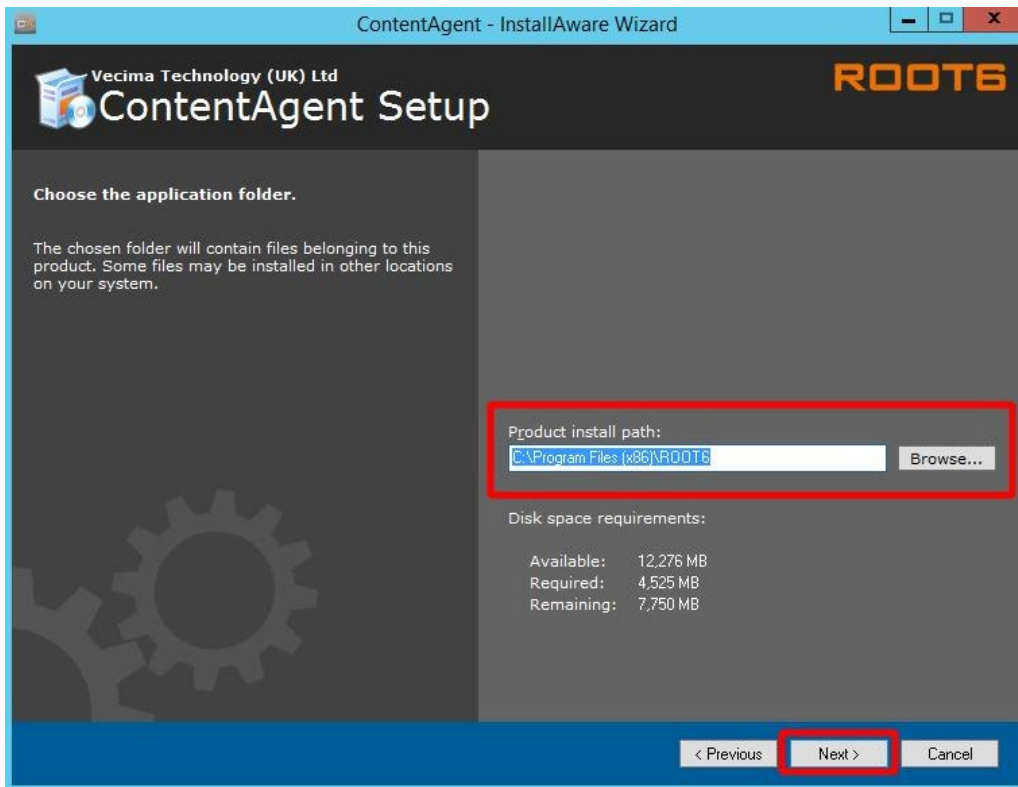 ContentAgent - InstallAware Wizard
x
Vecima Technology (UK) Ltd
ContentAgent Setup
ROOT6
Choose the application folder.
The chosen folder will contain files belonging to this
product. Some files may be installed in other locations
on your system.
Product install path:
C:\Program Files (x86)\ROOT6
Browse...
Disk space requirements:
Available: 12,276 MB
Required: 4,525 MB
Remaining: 7,750 MB
< Previous Next > Cancel